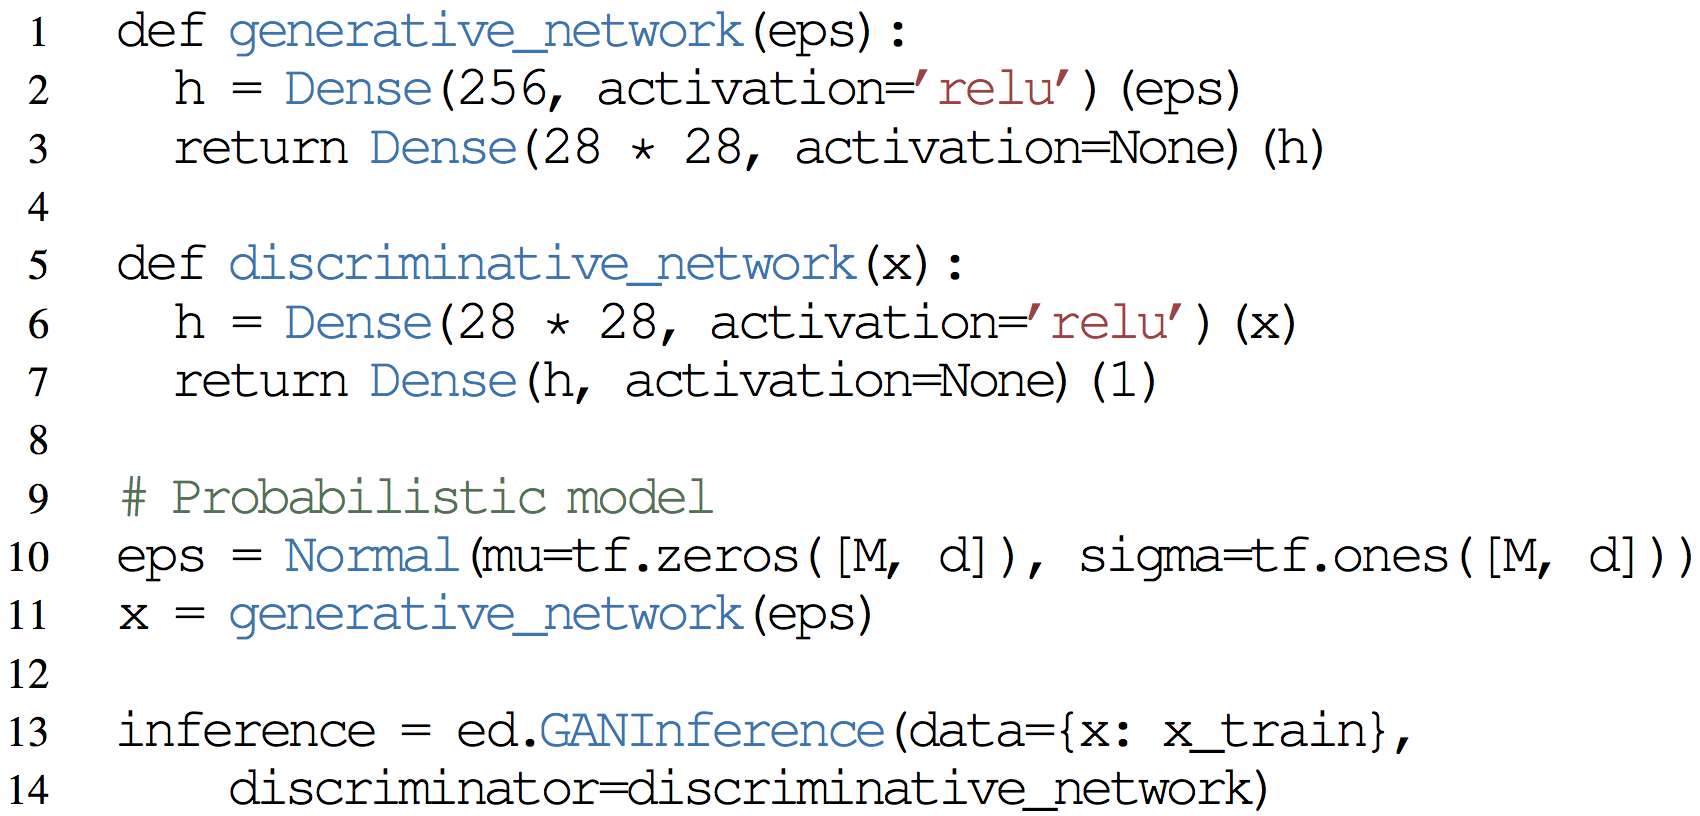 1 def generative_network(eps):
2   h = Dense(256, activation='relu')(eps)
3   return Dense(28 * 28, activation=None)(h)
4
5 def discriminative_network(x):
6   h = Dense(28 * 28, activation='relu')(x)
7   return Dense(h, activation=None)(1)
8
9 # Probabilistic model
10 eps = Normal(mu=tf.zeros([M, d]), sigma=tf.ones([M, d]))
11 x = generative_network(eps)
12
13 inference = ed.GANInference(data={x: x_train},
14     discriminator=discriminative_network)